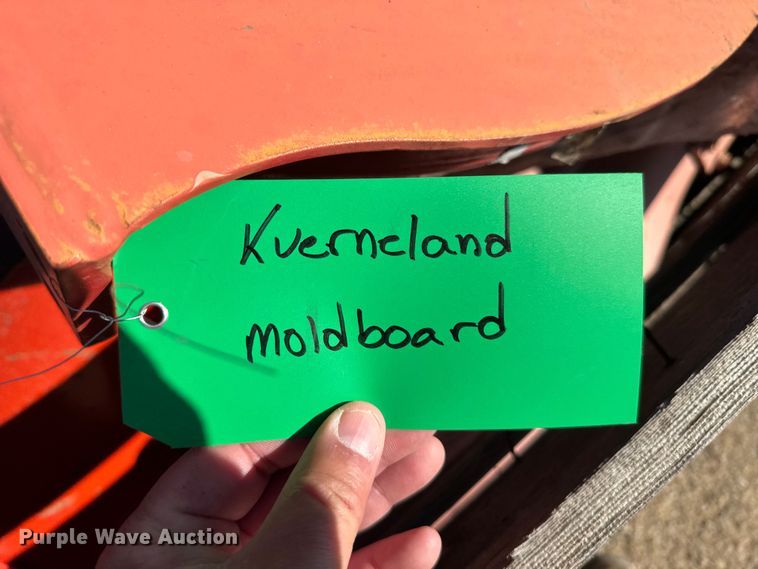 Kverneland
moldboard
Purple Wave Auction